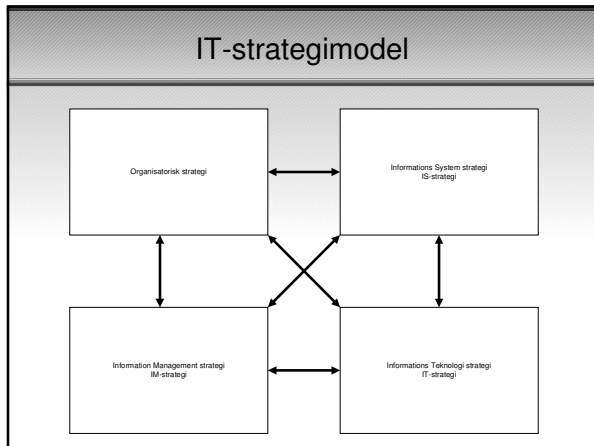 IT-strategimodel
Organisatorisk strategi
Informations System strategi
IS-strategi
Information Management strategi
IM-strategi
Informations Teknologi strategi
IT-strategi